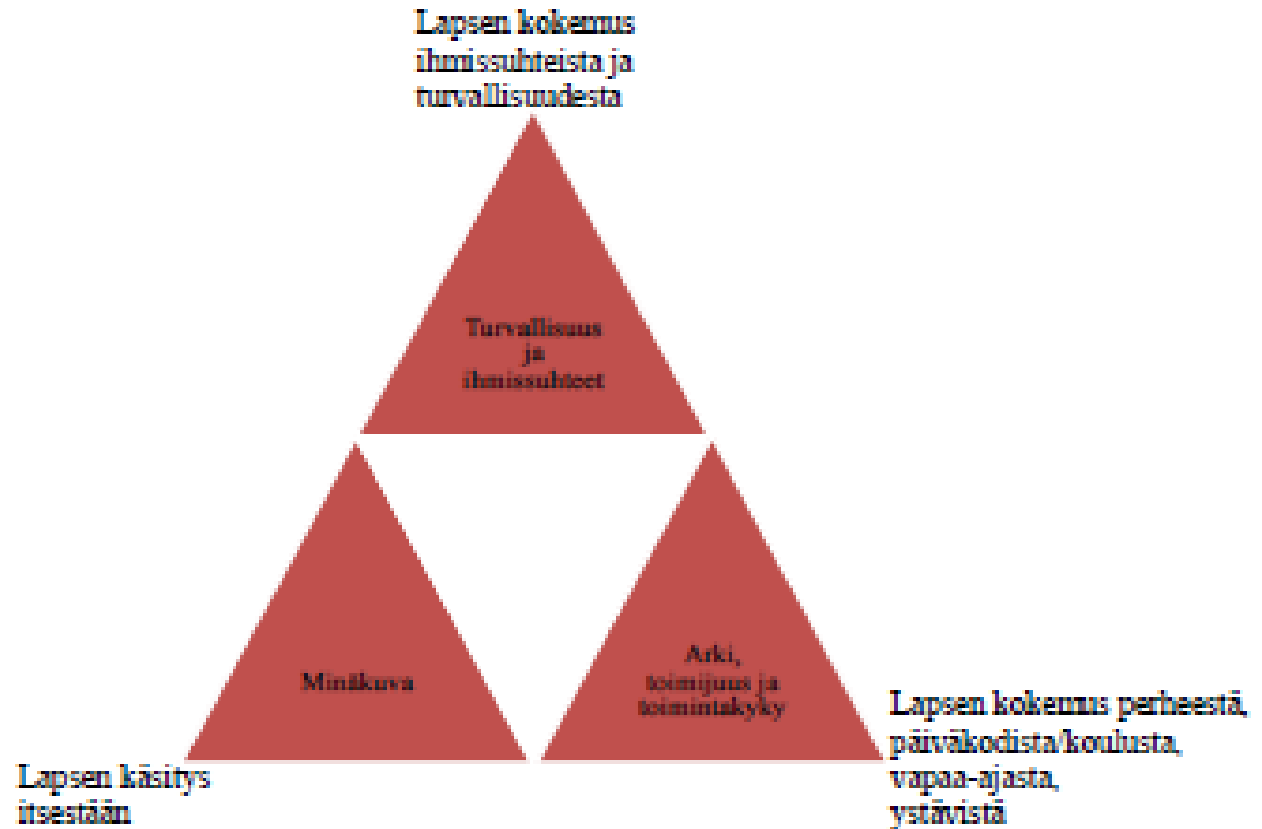 Lapsen kokemus
ihmissuhteista ja
turvallisuudesta
Turvallisuus
ja
ihmissuhteet
Minäkuva
Arki,
toimijuus ja
toimintakyky
Lapsen käsitys
itsestään
Lapsen kokemus perheestä,
päiväkodista/koulusta,
vapaa-ajasta,
ystävistä